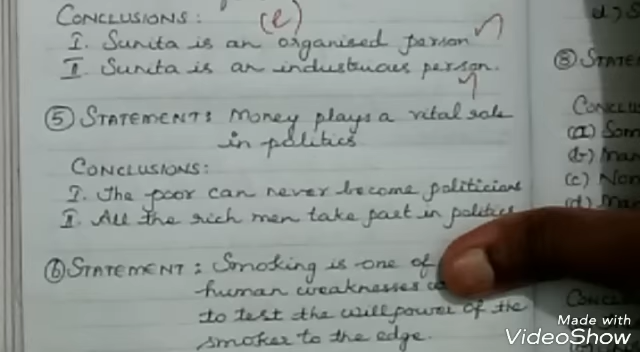 CONCLUSIONS: (e)
I. Sunita is an organised person
II. Sunita is an industuous person.
⑤ STATEMENT: Money plays a vital role
in politics
CONCLUSIONS:
I. The poor can never become politicians
II. All the rich men take part in politics
⑥ STATEMENT: Smoking is one of
human weaknesses
to test the willpower of the
smoker to the edge.
d) S
⑧ STATE
CONCLU
(a) Som
(b) Man
(c) Non
(d) Man
CONCL
Made with
VideoShow